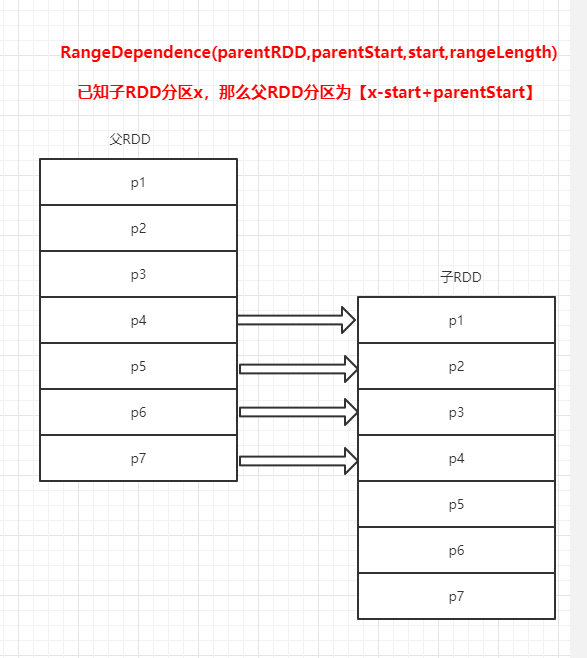 RangeDependence(parentRDD,parentStart,start,rangeLength)
已知子RDD分区x，那么父RDD分区为【x-start+parentStart】
父RDD
p1
p2
p3
p4
p5
p6
p7
子RDD
p1
p2
p3
p4
p5
p6
p7